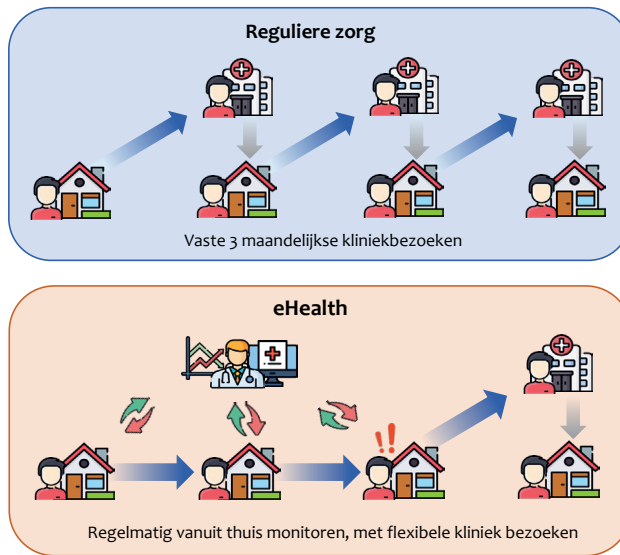 Reguliere zorg
Vaste 3 maandelijkse kliniekbezoeken
eHealth
!!
Regelmatig vanuit thuis monitoren, met flexibele kliniek bezoeken